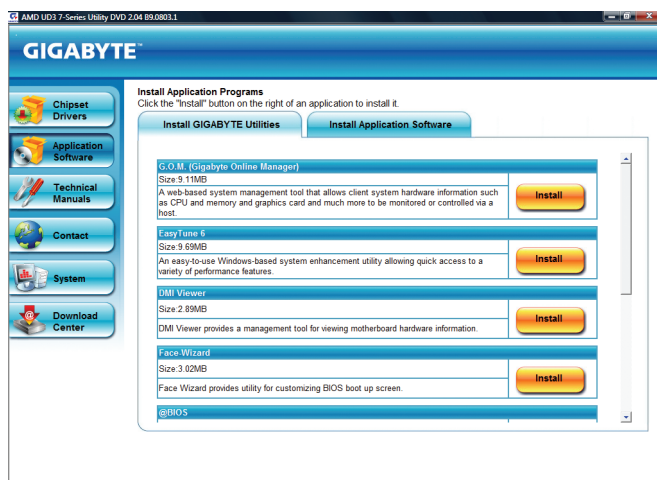 AMD UD3 7-Series Utility DVD 2.04 B9.0803.1
GIGABYTE™
Chipset
Drivers
Application
Software
Technical
Manuals
Contact
System
Download
Center
Install Application Programs
Click the "Install" button on the right of an application to install it.
Install GIGABYTE Utilities
Install Application Software
G.O.M. (Gigabyte Online Manager)
Size:9.11MB
A web-based system management tool that allows client system hardware information such
as CPU and memory and graphics card and much more to be monitored or controlled via a
host.
Install
EasyTune 6
Size:9.69MB
An easy-to-use Windows-based system enhancement utility allowing quick access to a
variety of performance features.
Install
DMI Viewer
Size:2.89MB
DMI Viewer provides a management tool for viewing motherboard hardware information.
Install
Face-Wizard
Size:3.02MB
Face Wizard provides utility for customizing BIOS boot up screen.
Install
@BIOS